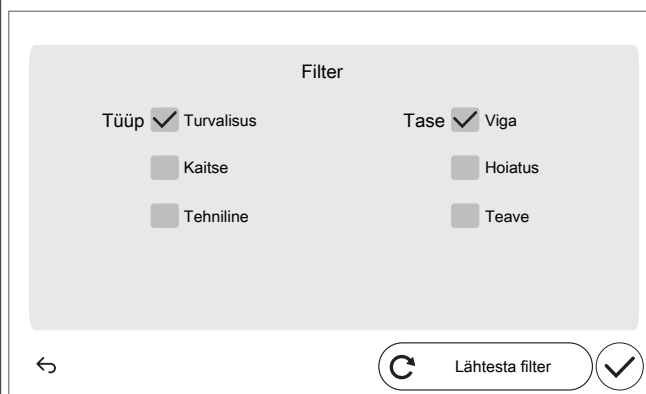 Filter
Tüüp Turvalisus Tase Viga
Kaitse Hoiatus
Tehniline Teave
Lähtesta filter